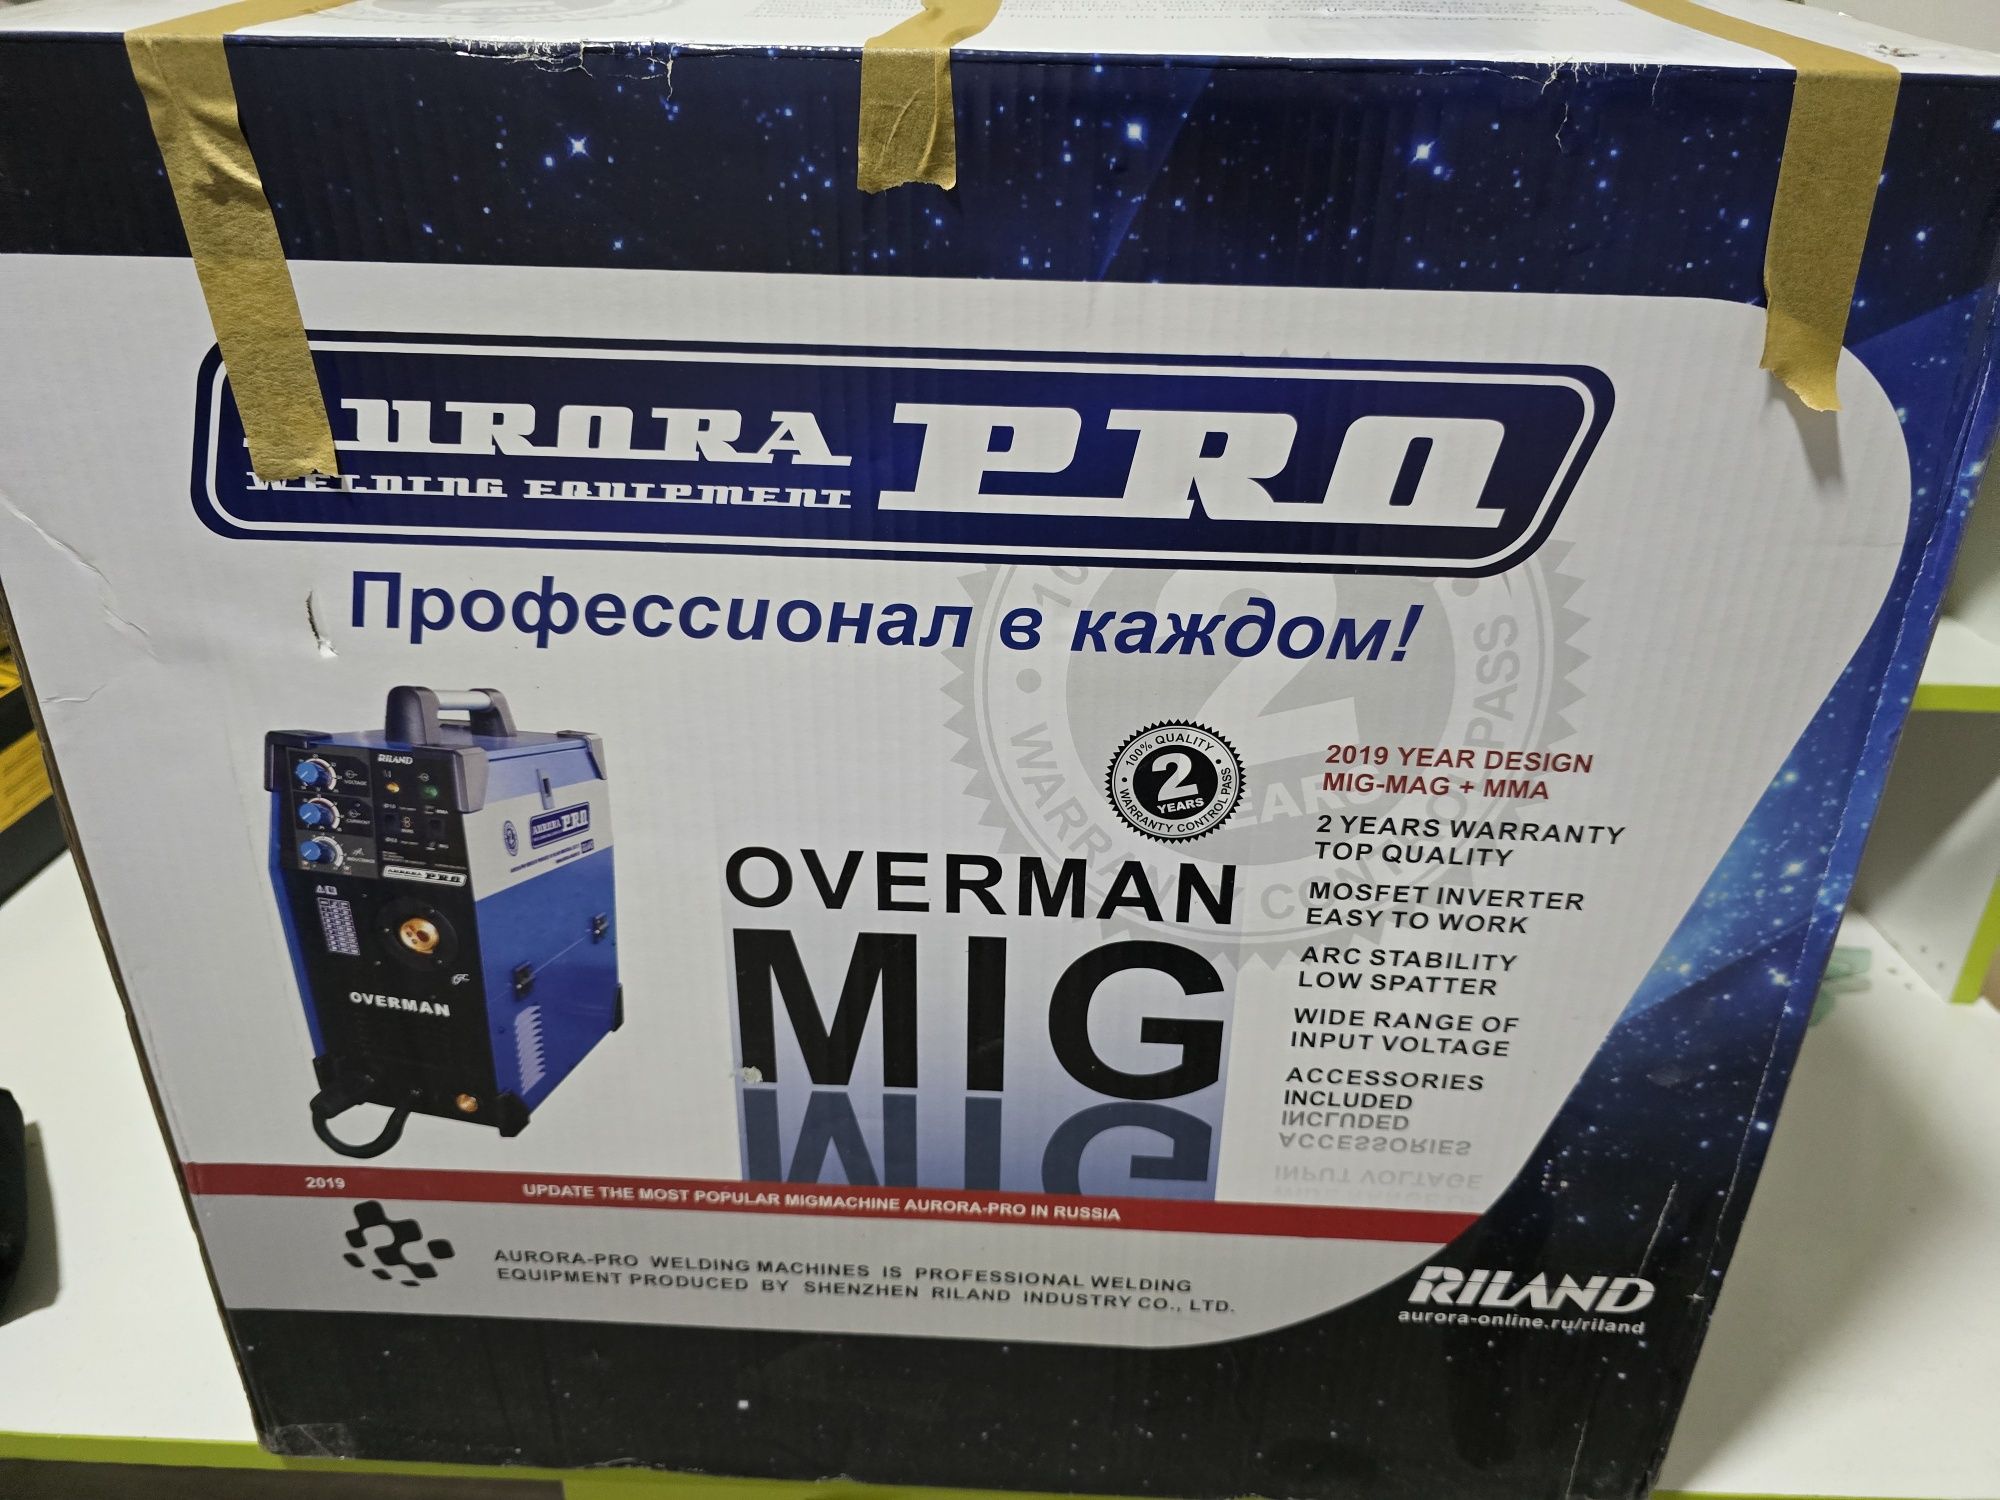 AURORA PRO
WELDING EQUIPMENT
Профессионал в каждом!
100% QUALITY
2
YEARS
WARRANTY CONTROL PASS
2019 YEAR DESIGN
MIG-MAG + MMA
2 YEARS WARRANTY
TOP QUALITY
MOSFET INVERTER
EASY TO WORK
ARC STABILITY
LOW SPATTER
WIDE RANGE OF
INPUT VOLTAGE
ACCESSORIES
INCLUDED
OVERMAN
MIG
RILAND
VOLTAGE
CURRENT
AURORA PRO
OVERMAN
2019
UPDATE THE MOST POPULAR MIGMACHINE AURORA-PRO IN RUSSIA
AURORA-PRO WELDING MACHINES IS PROFESSIONAL WELDING
EQUIPMENT PRODUCED BY SHENZHEN RILAND INDUSTRY CO., LTD.
RILAND
aurora-online.ru/riland